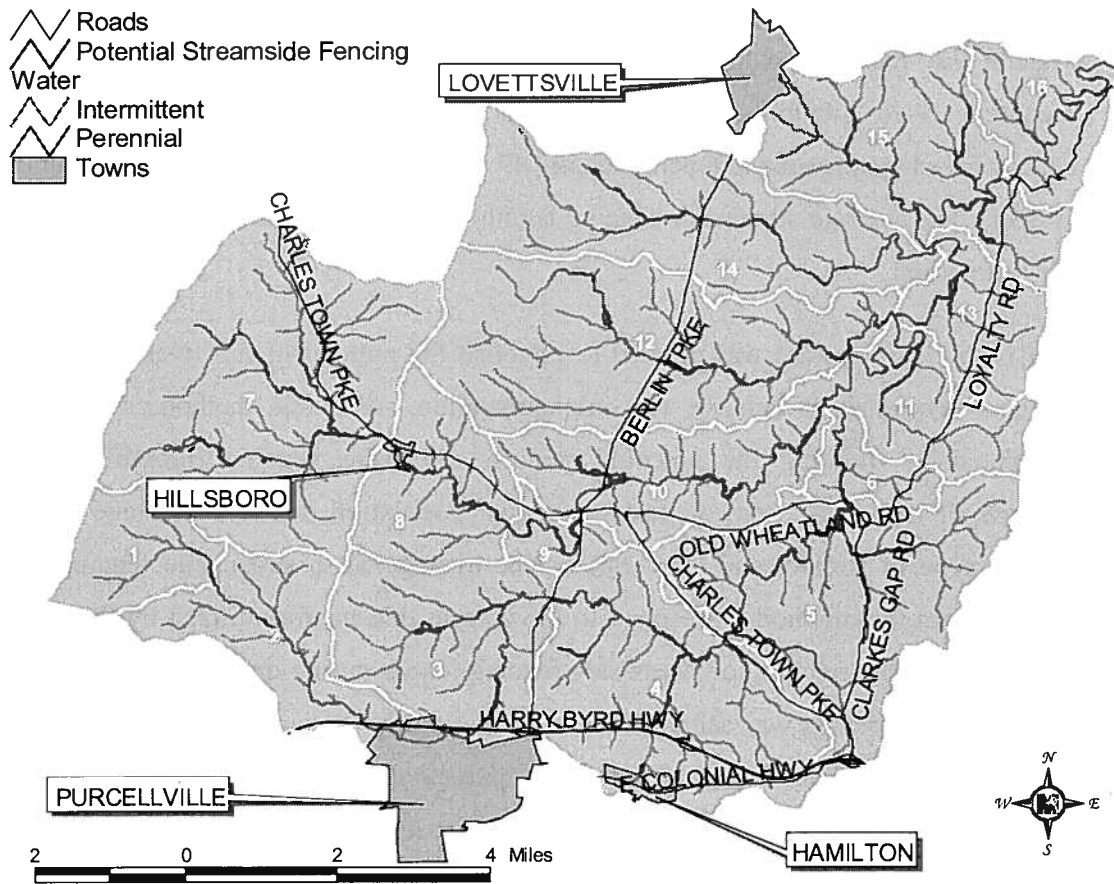 Roads
Potential Streamside Fencing
Water
Intermittent
Perennial
Towns
LOVETTSVILLE
16
15
CHARLES TOWN PKE
14
BERLIN TPKE
12
13
LOYALTY RD
7
11
HILLSBORO
10
6
8
OLD WHEATLAND RD
9
1
CHARLES TOWN PKE
5
CLARKES GAP RD
3
4
HARRY BYRD HWY
E COLONIAL HWY
PURCELLVILLE
HAMILTON
N
W E
S
2 0 2 4 Miles